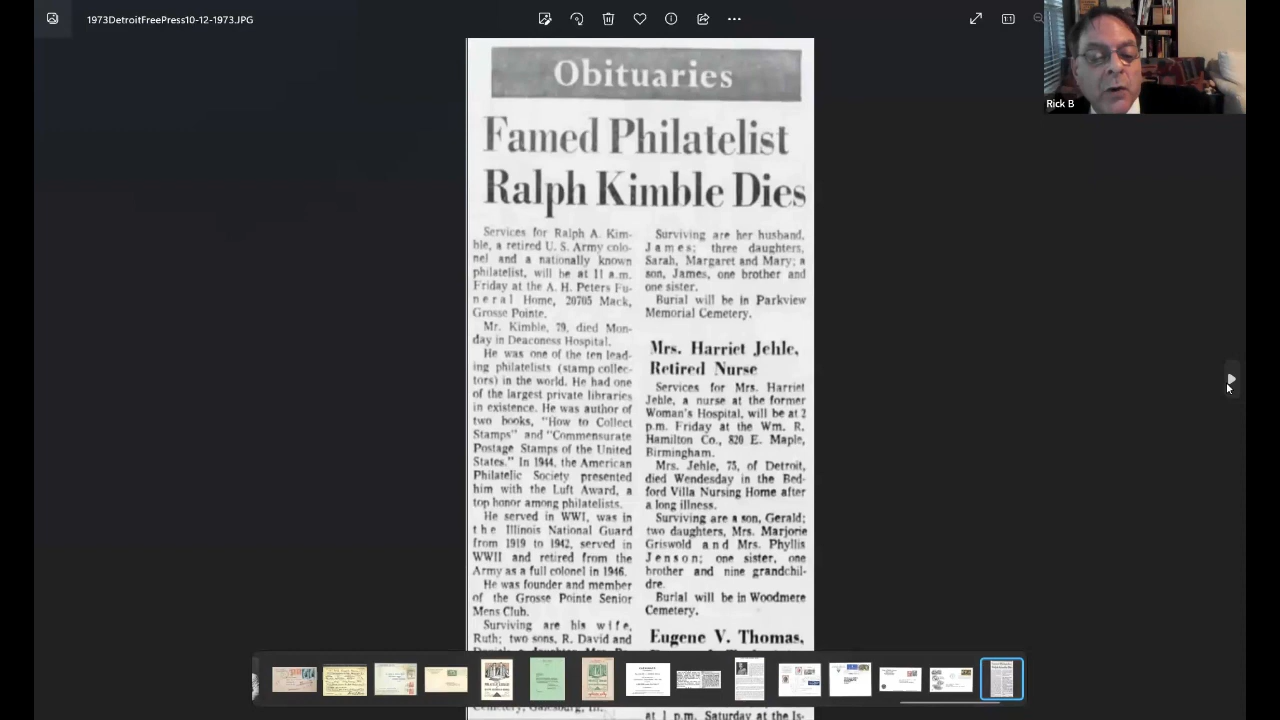 1973DetroitFreePress10-12-1973.JPG
Rick B
Obituaries
Famed Philatelist
Ralph Kimble Dies
Services for Ralph A. Kim-
ble, a retired U. S. Army colo-
nel and a nationally known
philatelist, will be at 11 a.m.
Friday at the A. H. Peters Fu-
neral Home, 20705 Mack,
Grosse Pointe.
Mr. Kimble, 79, died Mon-
day in Deaconess Hospital.
He was one of the ten lead-
ing philatelists (stamp collec-
tors) in the world. He had one
of the largest private libraries
in existence. He was author of
two books, "How to Collect
Stamps" and "Commensurate
Postage Stamps of the United
States." In 1944, the American
Philatelic Society presented
him with the Luft Award, a
top honor among philatelists.
He served in WWI, was in
the Illinois National Guard
from 1919 to 1942, served in
WWII and retired from the
Army as a full colonel in 1946.
He was founder and member
of the Grosse Pointe Senior
Mens Club.
Surviving are his wife,
Ruth; two sons, R. David and
Surviving are her husband,
James; three daughters,
Sarah, Margaret and Mary; a
son, James, one brother and
one sister.
Burial will be in Parkview
Memorial Cemetery.
Mrs. Harriet Jehle,
Retired Nurse
Services for Mrs. Harriet
Jehle, a nurse at the former
Woman's Hospital, will be at 2
p.m. Friday at the Wm. R.
Hamilton Co., 820 E. Maple,
Birmingham.
Mrs. Jehle, 75, of Detroit,
died Wendesday in the Bed-
ford Villa Nursing Home after
a long illness.
Surviving are a son, Gerald;
two daughters, Mrs. Marjorie
Griswold and Mrs. Phyllis
Jenson; one sister, one
brother and nine grandchil-
dre.
Burial will be in Woodmere
Cemetery.
Eugene V. Thomas,
at 1 p.m. Saturday at the Is-